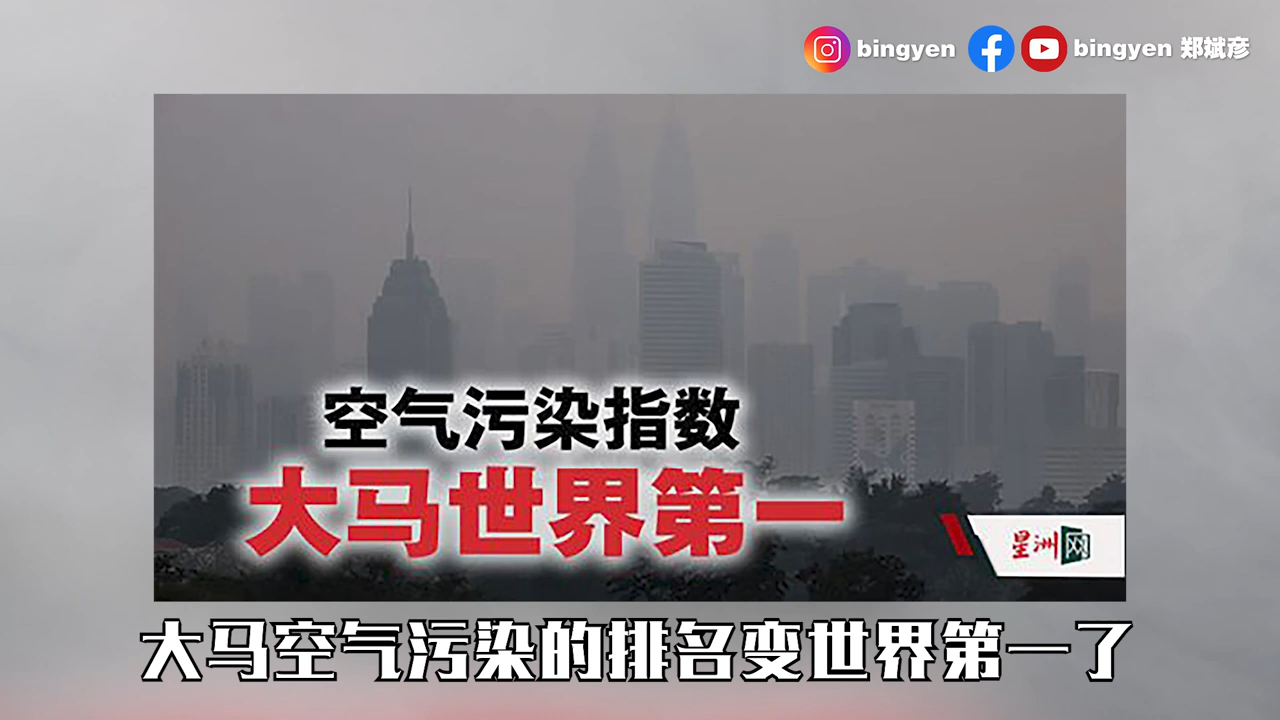 bingyen
bingyen 郑斌彦
空气污染指数
大马世界第一
星洲网
大马空气污染的排名变世界第一了